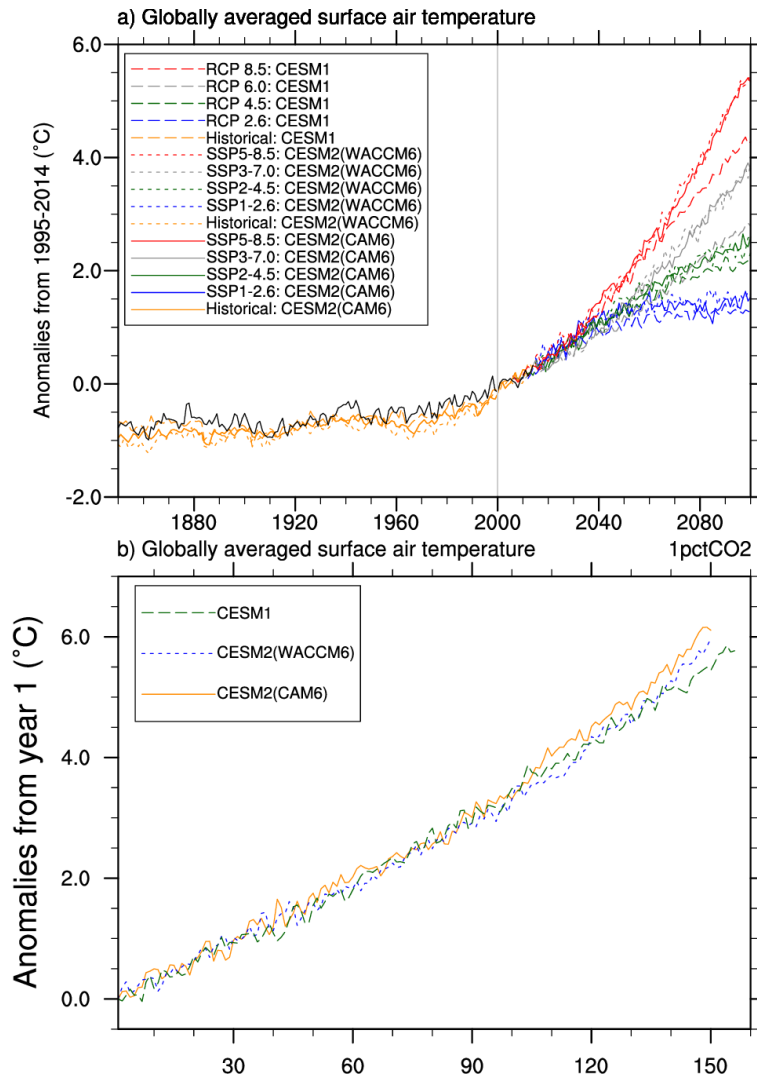 a) Globally averaged surface air temperature
6.0
4.0
2.0
0.0
-2.0
Anomalies from 1995-2014 (°C)
RCP 8.5: CESM1
RCP 6.0: CESM1
RCP 4.5: CESM1
RCP 2.6: CESM1
Historical: CESM1
SSP5-8.5: CESM2(WACCM6)
SSP3-7.0: CESM2(WACCM6)
SSP2-4.5: CESM2(WACCM6)
SSP1-2.6: CESM2(WACCM6)
Historical: CESM2(WACCM6)
SSP5-8.5: CESM2(CAM6)
SSP3-7.0: CESM2(CAM6)
SSP2-4.5: CESM2(CAM6)
SSP1-2.6: CESM2(CAM6)
Historical: CESM2(CAM6)
1880 1920 1960 2000 2040 2080
b) Globally averaged surface air temperature 1pctCO2
6.0
4.0
2.0
0.0
Anomalies from year 1 (°C)
CESM1
CESM2(WACCM6)
CESM2(CAM6)
30 60 90 120 150